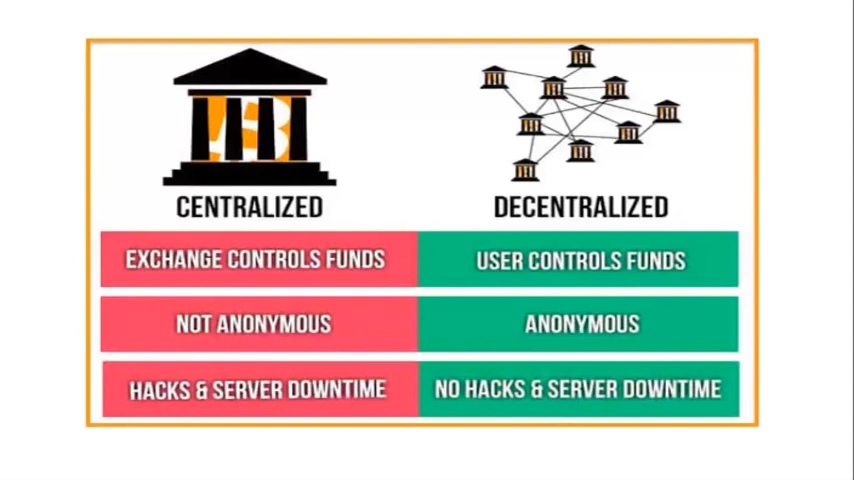 CENTRALIZED
DECENTRALIZED
EXCHANGE CONTROLS FUNDS
USER CONTROLS FUNDS
NOT ANONYMOUS
ANONYMOUS
HACKS & SERVER DOWNTIME
NO HACKS & SERVER DOWNTIME